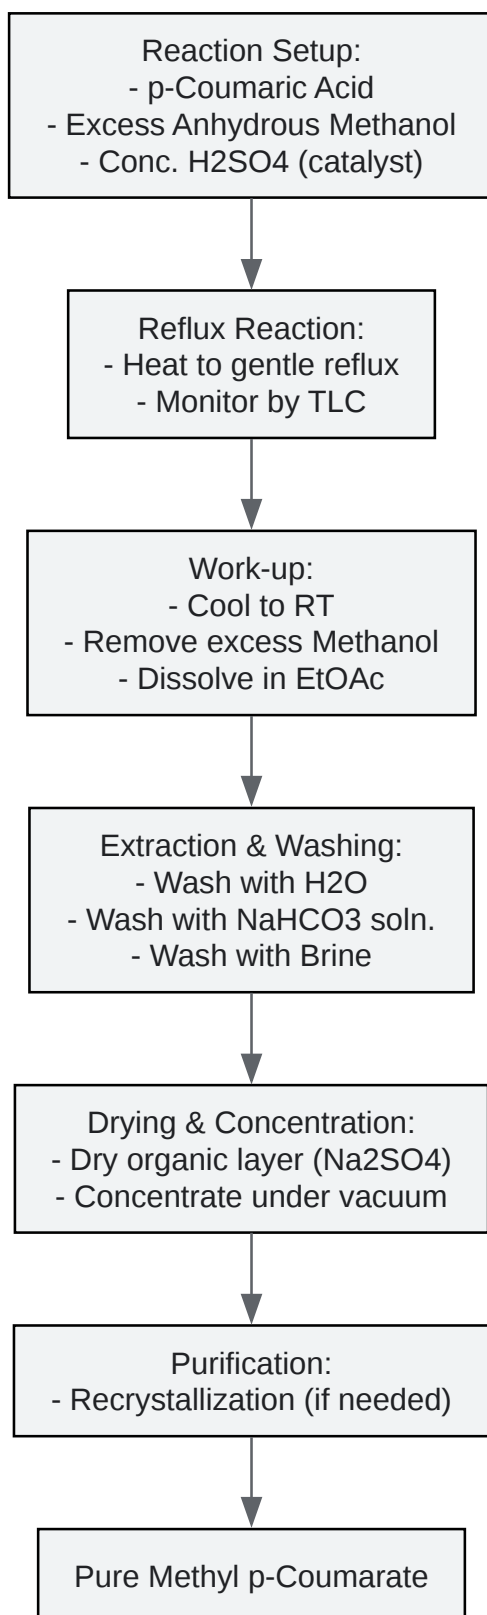 Reaction Setup:
- p-Coumaric Acid
- Excess Anhydrous Methanol
- Conc. H2SO4 (catalyst)
Reflux Reaction:
- Heat to gentle reflux
- Monitor by TLC
Work-up:
- Cool to RT
- Remove excess Methanol
- Dissolve in EtOAc
Extraction & Washing:
- Wash with H2O
- Wash with NaHCO3 soln.
- Wash with Brine
Drying & Concentration:
- Dry organic layer (Na2SO4)
- Concentrate under vacuum
Purification:
- Recrystallization (if needed)
Pure Methyl p-Coumarate